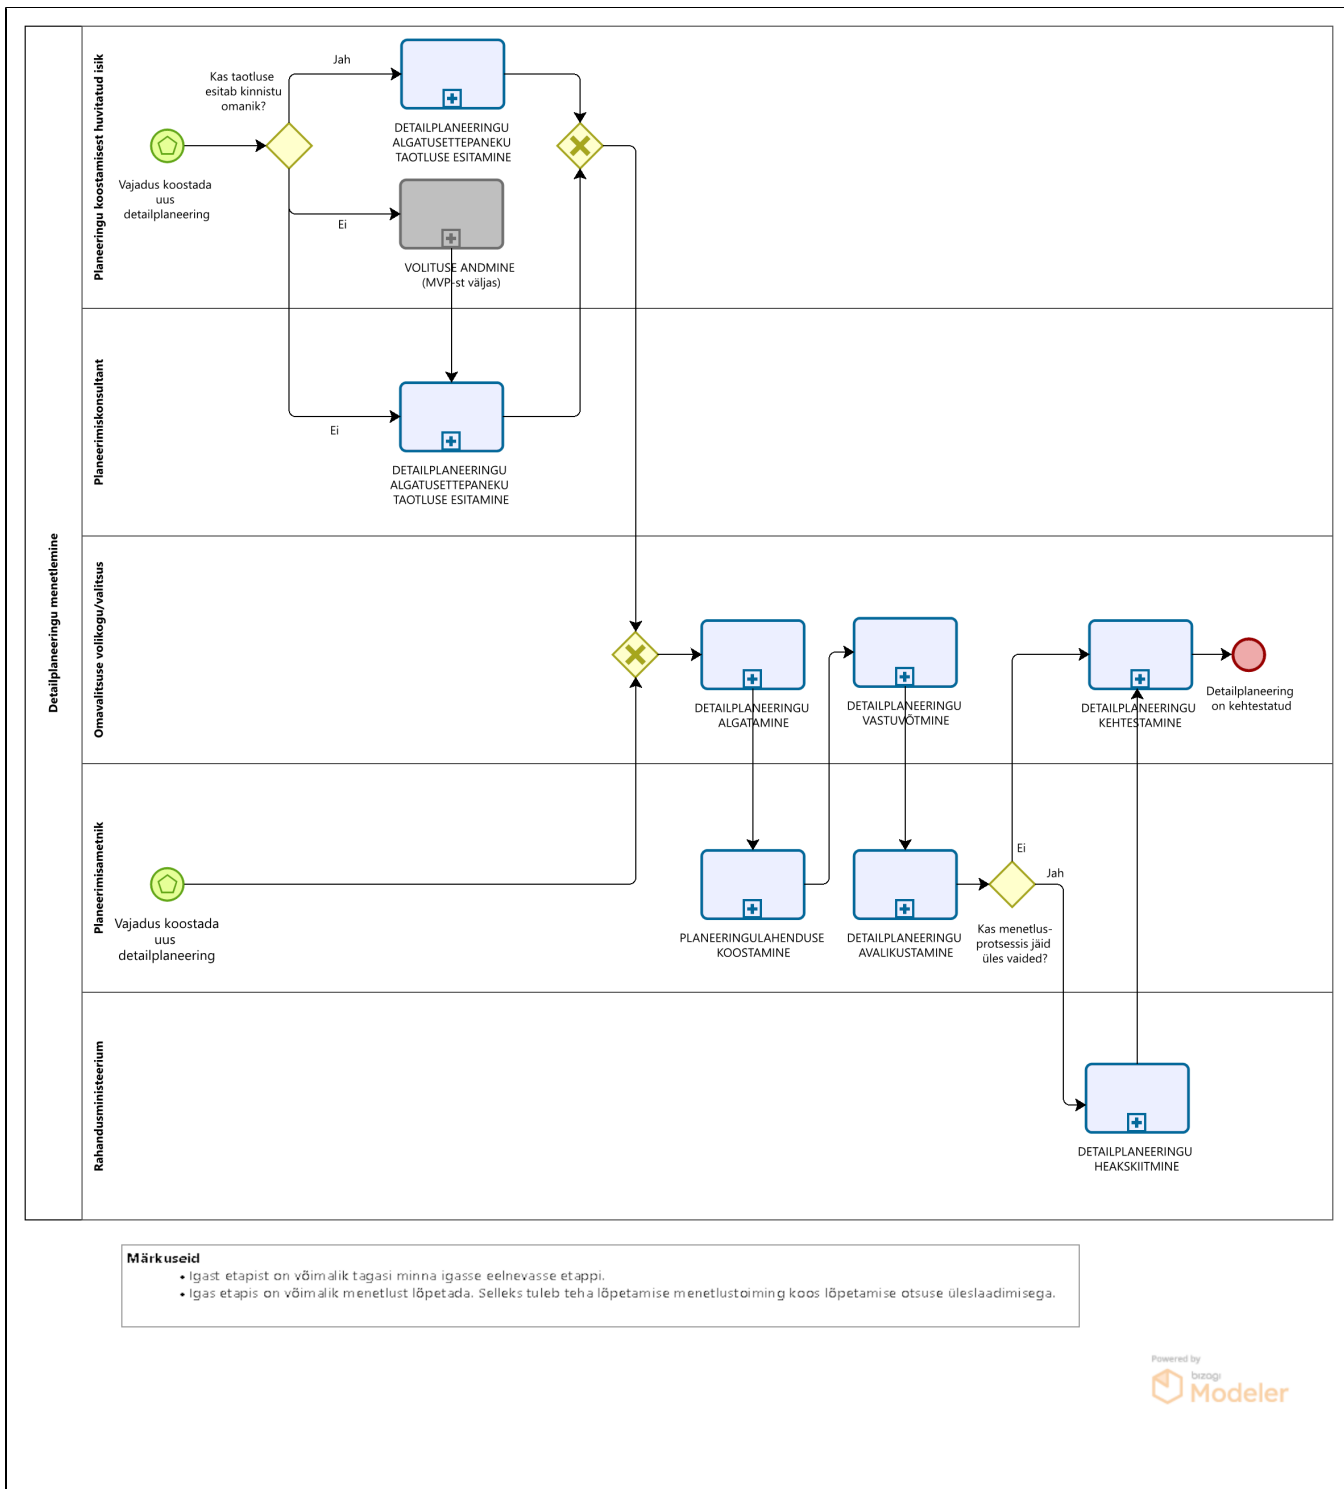 Detailplaneeringu menetlemine
Planeeringu koostamisest huvitatud isik
Kas taotluse
esitab kinnistu
omanik?
Jah
Vajadus koostada
uus
detailplaneering
DETAILPLANEERINGU
ALGATUSETTEPANEKU
TAOTLUSE ESITAMINE
Ei
VOLITUSE ANDMINE
(MVP-st väljas)
Planeerimiskonsultant
Ei
DETAILPLANEERINGU
ALGATUSETTEPANEKU
TAOTLUSE ESITAMINE
Omavalitsuse volikogu/valitsus
DETAILPLANEERINGU
ALGATAMINE
DETAILPLANEERINGU
VASTUVÕTMINE
DETAILPLANEERINGU
KEHTESTAMINE
Detailplaneering
on kehtestatud
Planeerimisametnik
Vajadus koostada
uus
detailplaneering
PLANEERINGULAHENDUSE
KOOSTAMINE
DETAILPLANEERINGU
AVALIKUSTAMINE
Ei
Jah
Kas menetlus-
protsessis jäid
üles vaided?
Rahandusministeerium
DETAILPLANEERINGU
HEAKSKIITMINE
Märkuseid
• Igast etapist on võimalik tagasi minna igasse eelnevasse etappi.
• Igas etapis on võimalik menetlust lõpetada. Selleks tuleb teha lõpetamise menetlustoiming koos lõpetamise otsuse üleslaadimisega.
Powered by
bizagi
Modeler